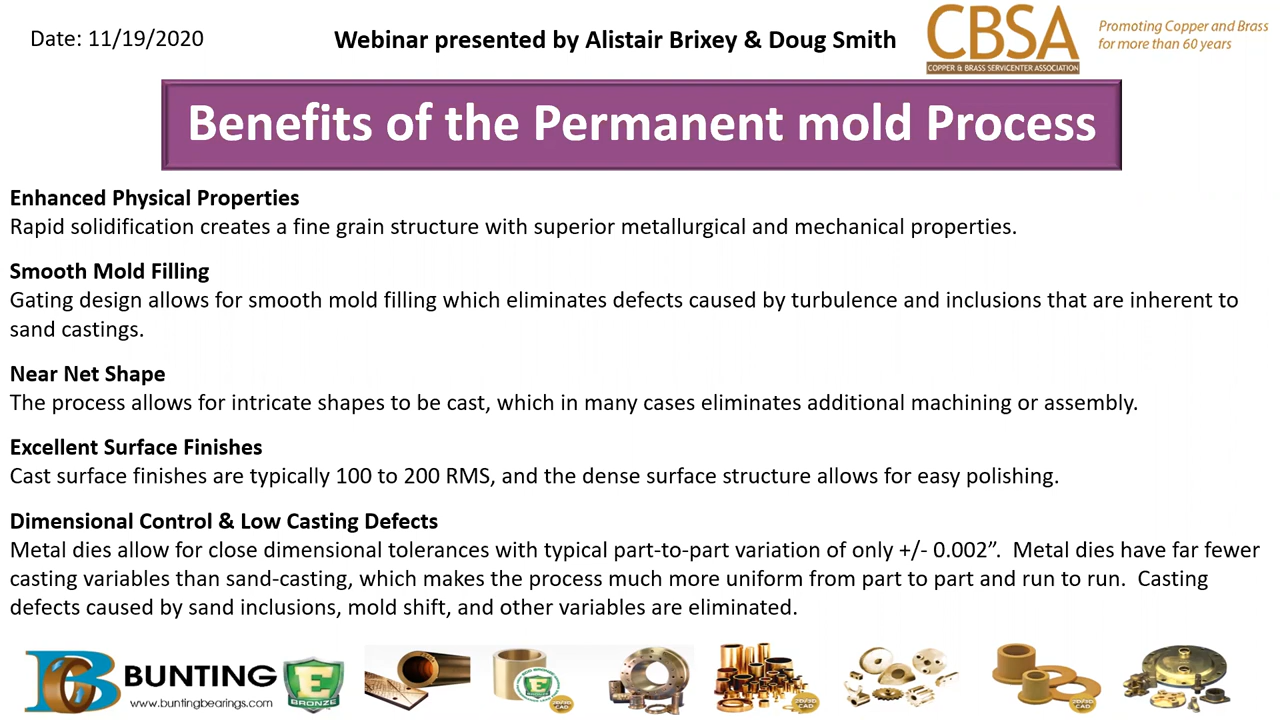 Date: 11/19/2020
Webinar presented by Alistair Brixey & Doug Smith
CBSA
COPPER & BRASS SERVICENTER ASSOCIATION
Promoting Copper and Brass
for more than 60 years
Benefits of the Permanent mold Process
Enhanced Physical Properties
Rapid solidification creates a fine grain structure with superior metallurgical and mechanical properties.
Smooth Mold Filling
Gating design allows for smooth mold filling which eliminates defects caused by turbulence and inclusions that are inherent to
sand castings.
Near Net Shape
The process allows for intricate shapes to be cast, which in many cases eliminates additional machining or assembly.
Excellent Surface Finishes
Cast surface finishes are typically 100 to 200 RMS, and the dense surface structure allows for easy polishing.
Dimensional Control & Low Casting Defects
Metal dies allow for close dimensional tolerances with typical part-to-part variation of only +/- 0.002”.  Metal dies have far fewer
casting variables than sand-casting, which makes the process much more uniform from part to part and run to run.  Casting
defects caused by sand inclusions, mold shift, and other variables are eliminated.
BUNTING
www.buntingbearings.com
E
BRONZE